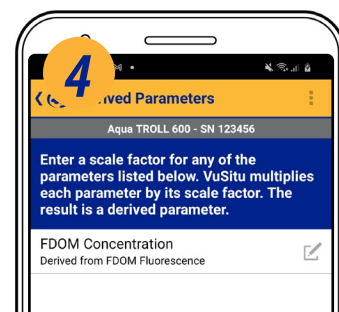 4
ved Parameters
Aqua TROLL 600 - SN 123456
Enter a scale factor for any of the
parameters listed below. VuSitu multiplies
each parameter by its scale factor. The
result is a derived parameter.
FDOM Concentration
Derived from FDOM Fluorescence